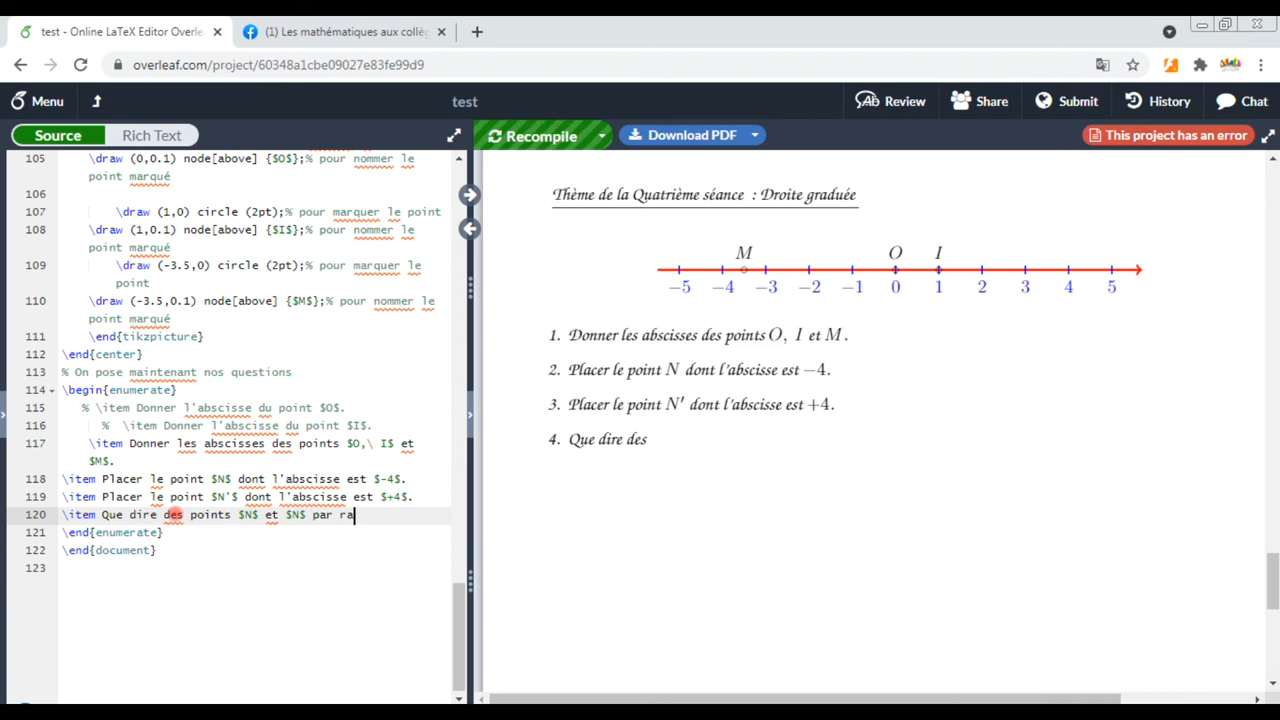 test - Online LaTeX Editor Overle
(1) Les mathématiques aux collèg
overleaf.com/project/60348a1cbe09027e83fe99d9
Menu
test
Review
Share
Submit
History
Chat
Source
Rich Text
Recompile
Download PDF
This project has an error
105 \draw (0,0.1) node[above] {$O$};% pour nommer le
point marqué
106
107 \draw (1,0) circle (2pt);% pour marquer le point
108 \draw (1,0.1) node[above] {$I$};% pour nommer le
point marqué
109 \draw (-3.5,0) circle (2pt);% pour marquer le
point
110 \draw (-3.5,0.1) node[above] {$M$};% pour nommer le
point marqué
111 \end{tikzpicture}
112 \end{center}
113 % On pose maintenant nos questions
114 \begin{enumerate}
115 % \item Donner l'abscisse du point $O$.
116 % \item Donner l'abscisse du point $I$.
117 \item Donner les abscisses des points $O,\ I$ et
$M$.
118 \item Placer le point $N$ dont l'abscisse est $-4$.
119 \item Placer le point $N'$ dont l'abscisse est $+4$.
120 \item Que dire des points $N$ et $N$ par ra
121 \end{enumerate}
122 \end{document}
123
Thème de la Quatrième séance : Droite graduée
M O I
−5 −4 −3 −2 −1 0 1 2 3 4 5
1. Donner les abscisses des points O, I et M.
2. Placer le point N dont l'abscisse est −4.
3. Placer le point N′ dont l'abscisse est +4.
4. Que dire des